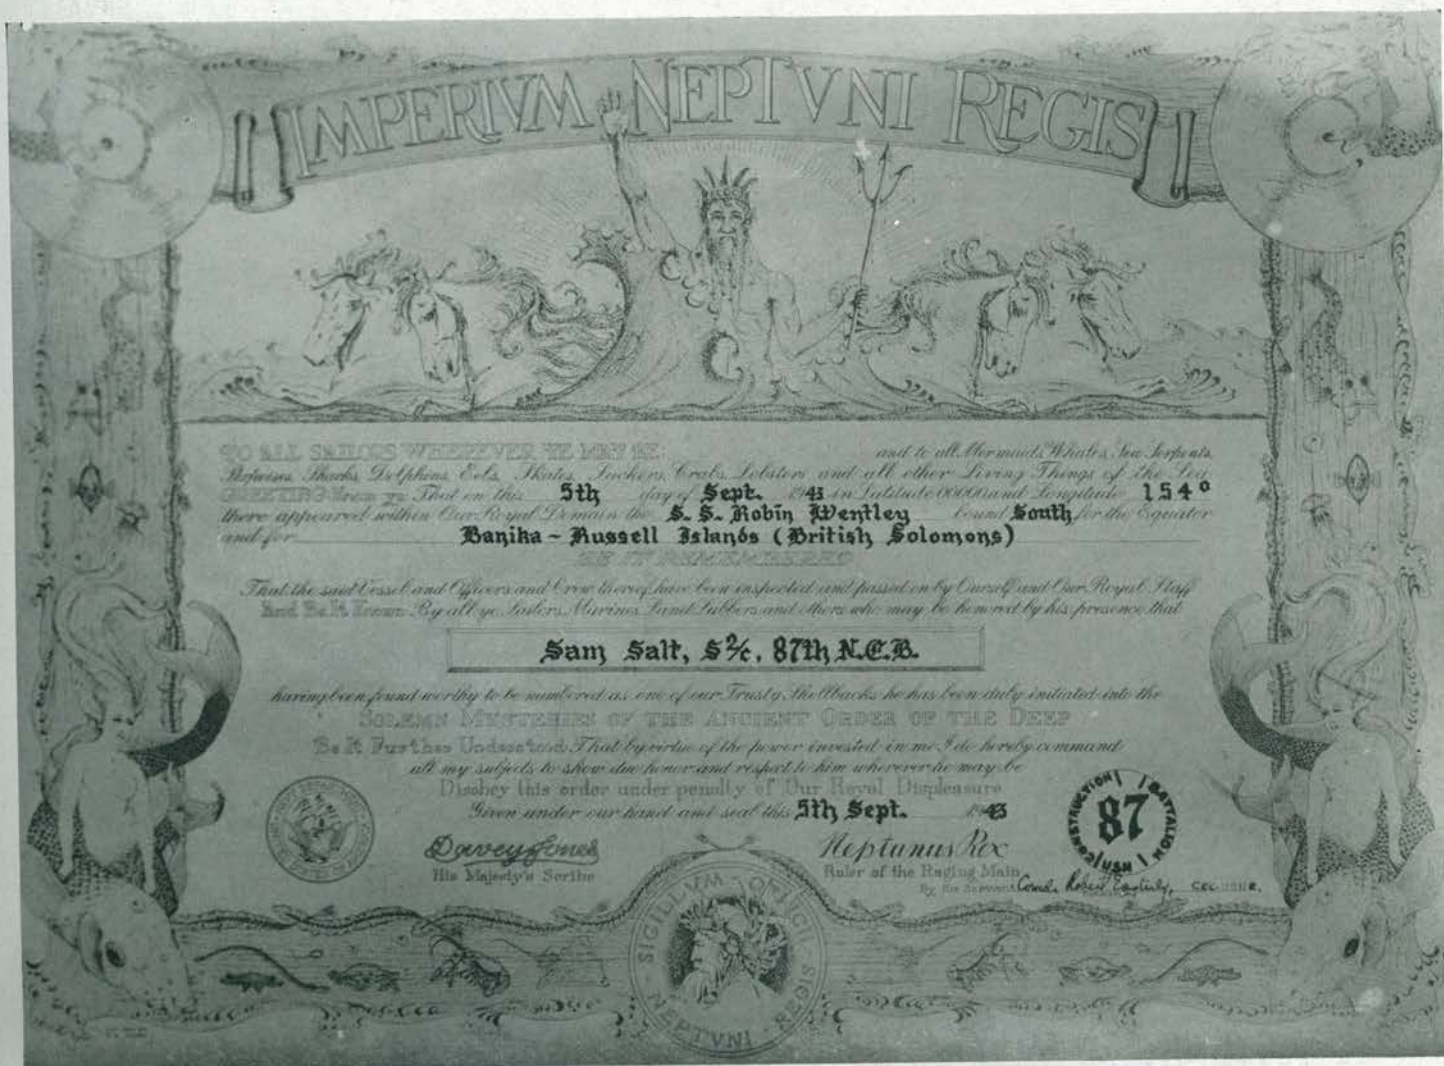 IMPERIVM NEPTVNI REGIS
TO ALL SAILORS WHEREVER YE MAY BE: and to all Mermaids, Whales, Sea Serpents,
Porpoises, Sharks, Dolphins, Eels, Skates, Suckers, Crabs, Lobsters and all other Living Things of the Sea
GREETING: Know ye That on this 5th day of Sept. 1943 in Latitude 00000 and Longitude 154°
there appeared within Our Royal Domain the S. S. Robin Wentley bound South for the Equator
and for Banika - Russell Islands (British Solomons)
BE IT REMEMBERED
That the said Vessel and Officers and Crew thereof have been inspected and passed on by Ourself and Our Royal Staff
And Be It Known: By all ye Sailors, Marines, Land Lubbers and others who may be honored by his presence that
Sam Salt, S 2/c, 87th N.C.B.
having been found worthy to be numbered as one of our Trusty Shellbacks he has been duly initiated into the
SOLEMN MYSTERIES OF THE ANCIENT ORDER OF THE DEEP
Be It Further Understood: That by virtue of the power invested in me I do hereby command
all my subjects to show due honor and respect to him wherever he may be
Disobey this order under penalty of Our Royal Displeasure
Given under our hand and seal this 5th Sept. 1943
Davey Jones
His Majesty's Scribe
Neptunus Rex
Ruler of the Raging Main
By his Servant Comdr. Robert CEC-USNR.
CONSTRUCTION BATTALION
87
USN
SIGILLVM
NEPTVNI REGIS